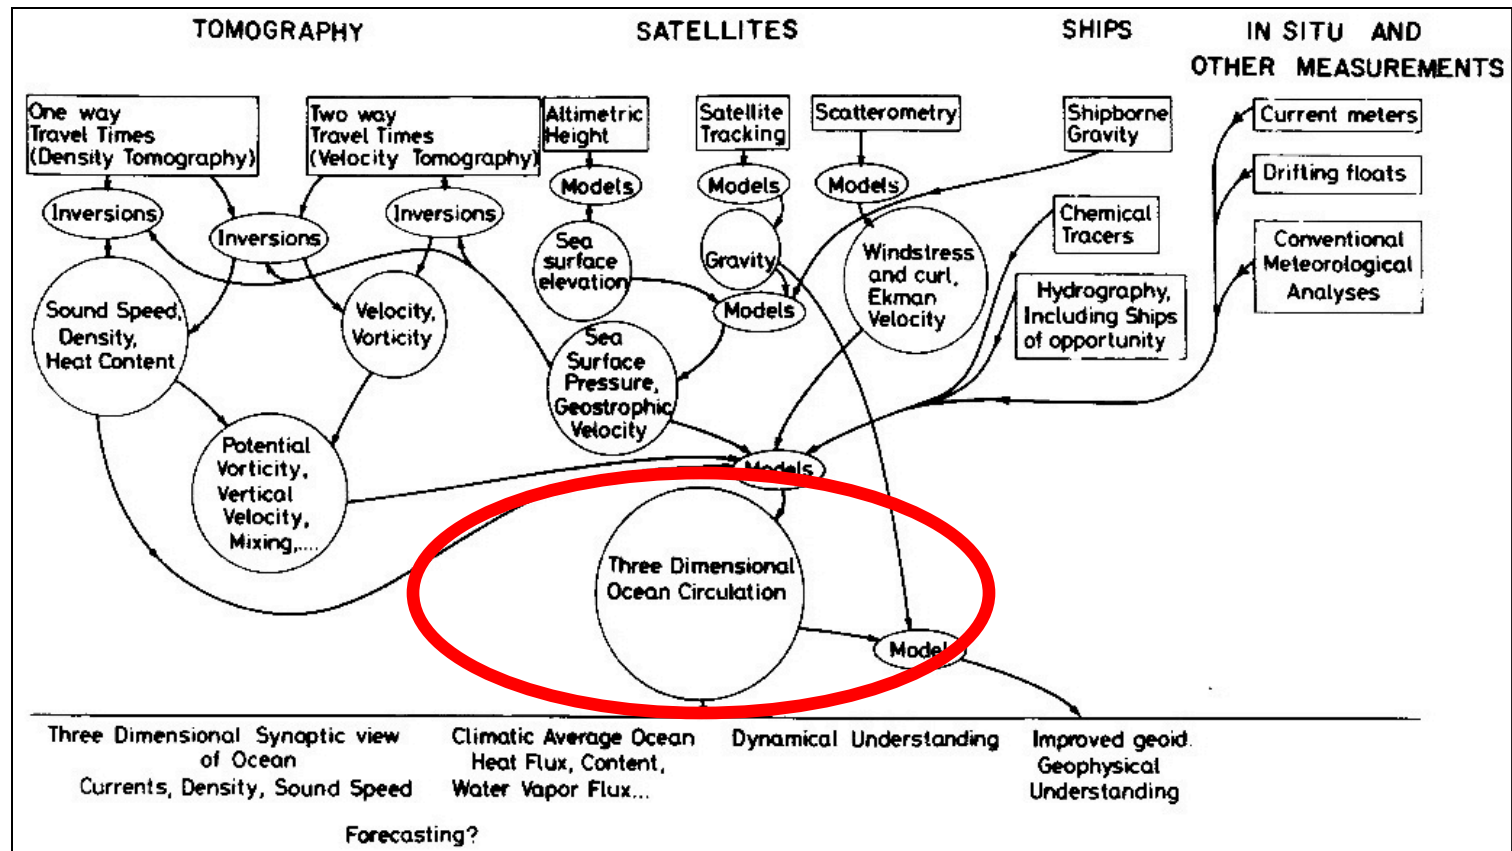 TOMOGRAPHY
SATELLITES
SHIPS
IN SITU AND
OTHER MEASUREMENTS
One way
Travel Times
(Density Tomography)
Two way
Travel Times
(Velocity Tomography)
Altimetric
Height
Satellite
Tracking
Scatterometry
Shipborne
Gravity
Current meters
Drifting floats
Conventional
Meteorological
Analyses
Chemical
Tracers
Hydrography,
Including Ships
of opportunity
Inversions
Inversions
Inversions
Models
Models
Models
Sea
surface
elevation
Gravity
Windstress
and curl,
Ekman
Velocity
Models
Sound Speed,
Density,
Heat Content
Velocity,
Vorticity
Sea
Surface
Pressure,
Geostrophic
Velocity
Potential
Vorticity,
Vertical
Velocity,
Mixing,....
Models
Three Dimensional
Ocean Circulation
Model
Three Dimensional Synoptic view
of Ocean
Currents, Density, Sound Speed
Climatic Average Ocean
Heat Flux, Content,
Water Vapor Flux...
Dynamical Understanding
Improved geoid.
Geophysical
Understanding
Forecasting?